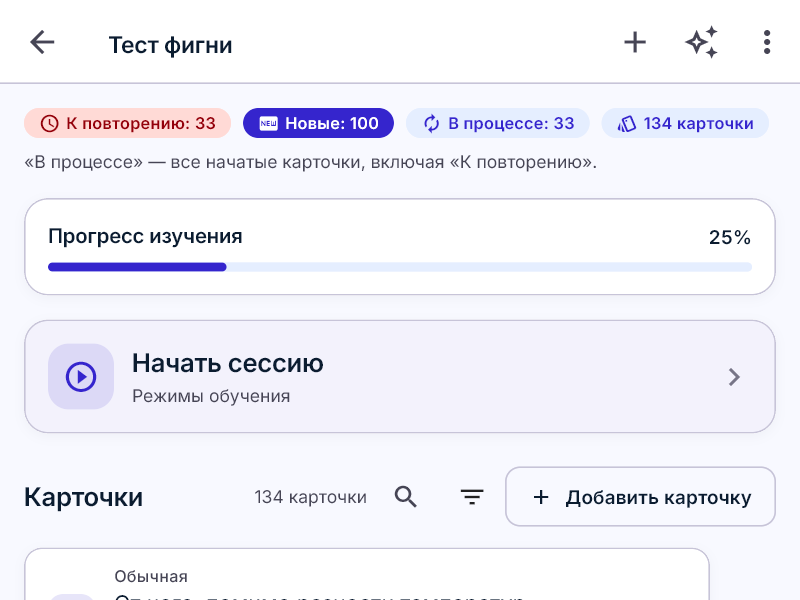 Тест фигни
К повторению: 33
NEW Новые: 100
В процессе: 33
134 карточки
«В процессе» — все начатые карточки, включая «К повторению».
Прогресс изучения
25%
Начать сессию
Режимы обучения
Карточки
134 карточки
+ Добавить карточку
Обычная